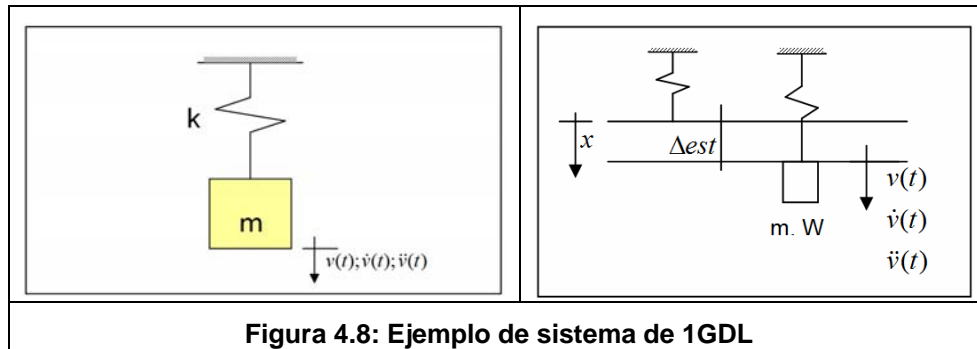 k
m
v(t);v̇(t);v̈(t)
x
Δest
m. W
v(t)
v̇(t)
v̈(t)
Figura 4.8: Ejemplo de sistema de 1GDL